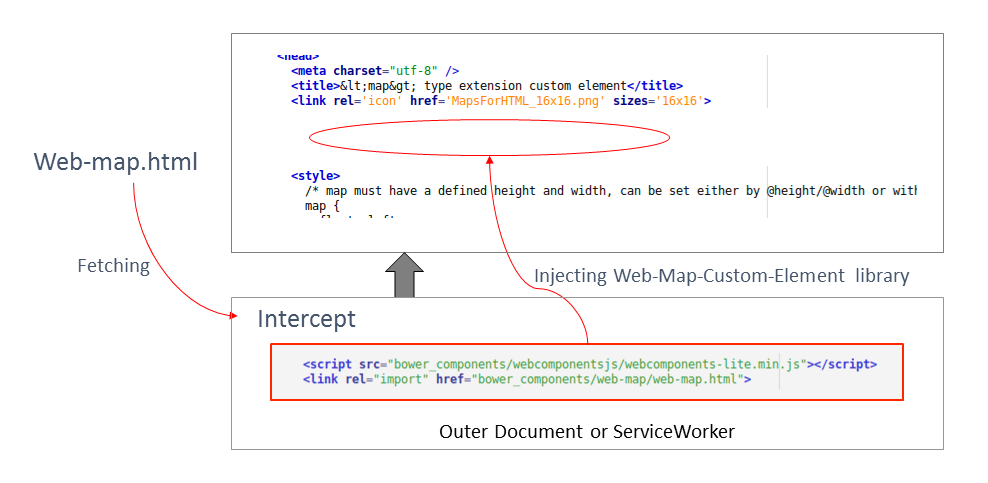 <head>
<meta charset="utf-8" />
<title>&lt;map&gt; type extension custom element</title>
<link rel='icon' href='MapsForHTML_16x16.png' sizes='16x16'>
Web-map.html
<style>
/* map must have a defined height and width, can be set either by @height/@width or with
map {
Fetching
Injecting Web-Map-Custom-Element library
Intercept
<script src="bower_components/webcomponentsjs/webcomponents-lite.min.js"></script>
<link rel="import" href="bower_components/web-map/web-map.html">
Outer Document or ServiceWorker